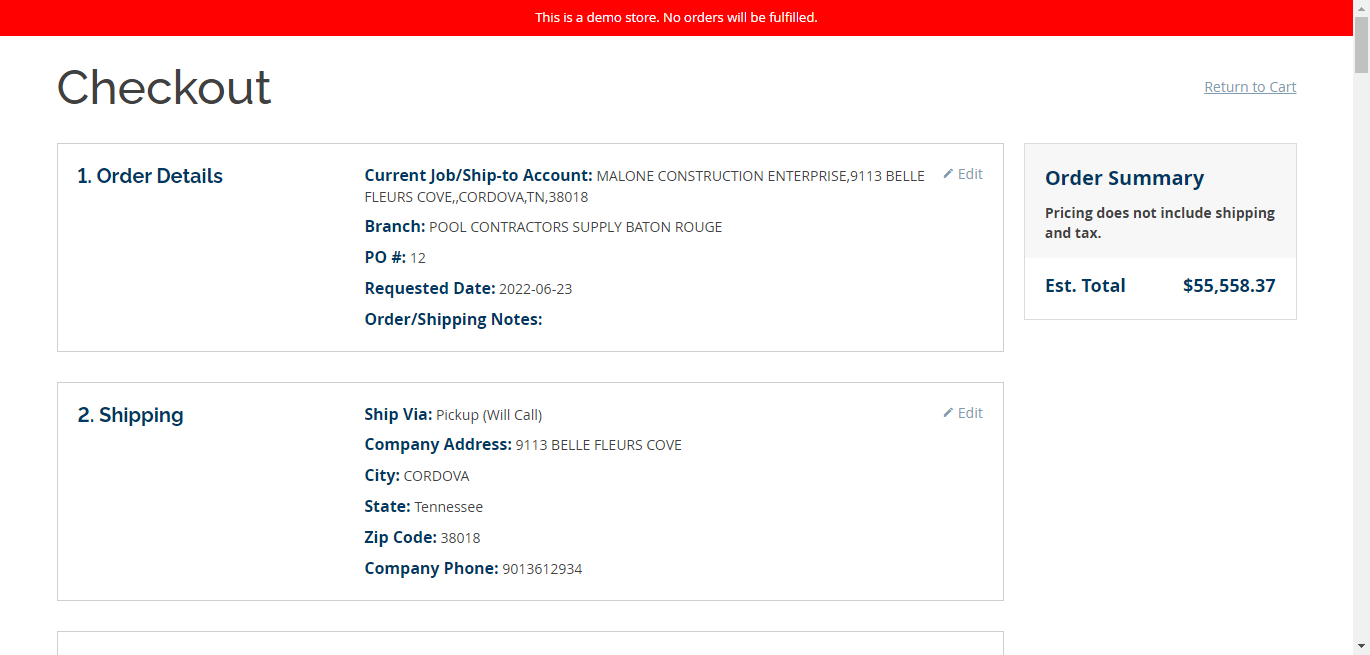 This is a demo store. No orders will be fulfilled.
Checkout
Return to Cart
1. Order Details
Current Job/Ship-to Account: MALONE CONSTRUCTION ENTERPRISE,9113 BELLE
FLEURS COVE,,CORDOVA,TN,38018
Edit
Branch: POOL CONTRACTORS SUPPLY BATON ROUGE
PO #: 12
Requested Date: 2022-06-23
Order/Shipping Notes:
Order Summary
Pricing does not include shipping
and tax.
Est. Total $55,558.37
2. Shipping
Ship Via: Pickup (Will Call)
Edit
Company Address: 9113 BELLE FLEURS COVE
City: CORDOVA
State: Tennessee
Zip Code: 38018
Company Phone: 9013612934